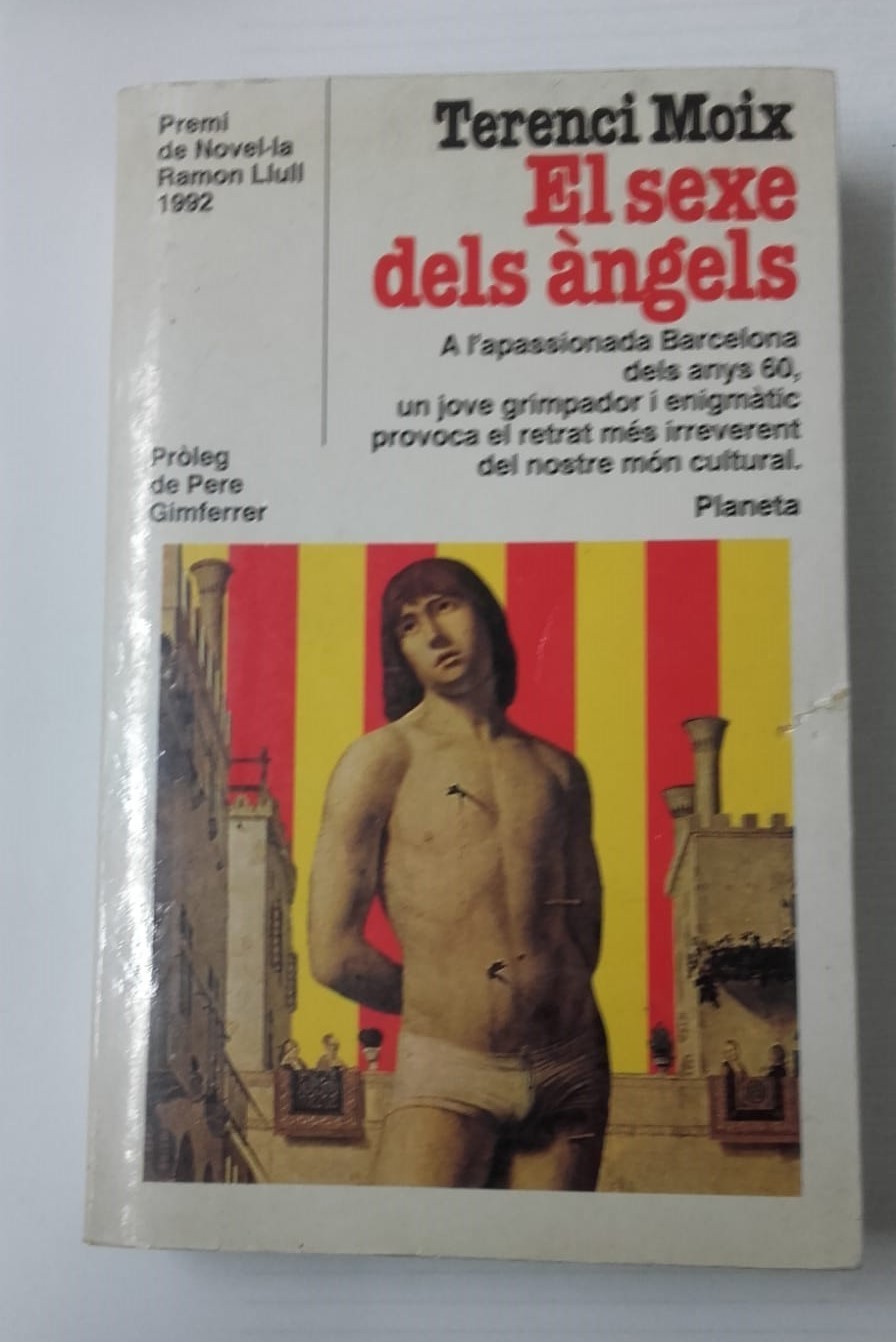 Premi
de Novel·la
Ramon Llull
1992
Terenci Moix
El sexe
dels àngels
A l'apassionada Barcelona
dels anys 60,
un jove grimpador i enigmàtic
provoca el retrat més irreverent
del nostre món cultural.
Pròleg
de Pere
Gimferrer
Planeta